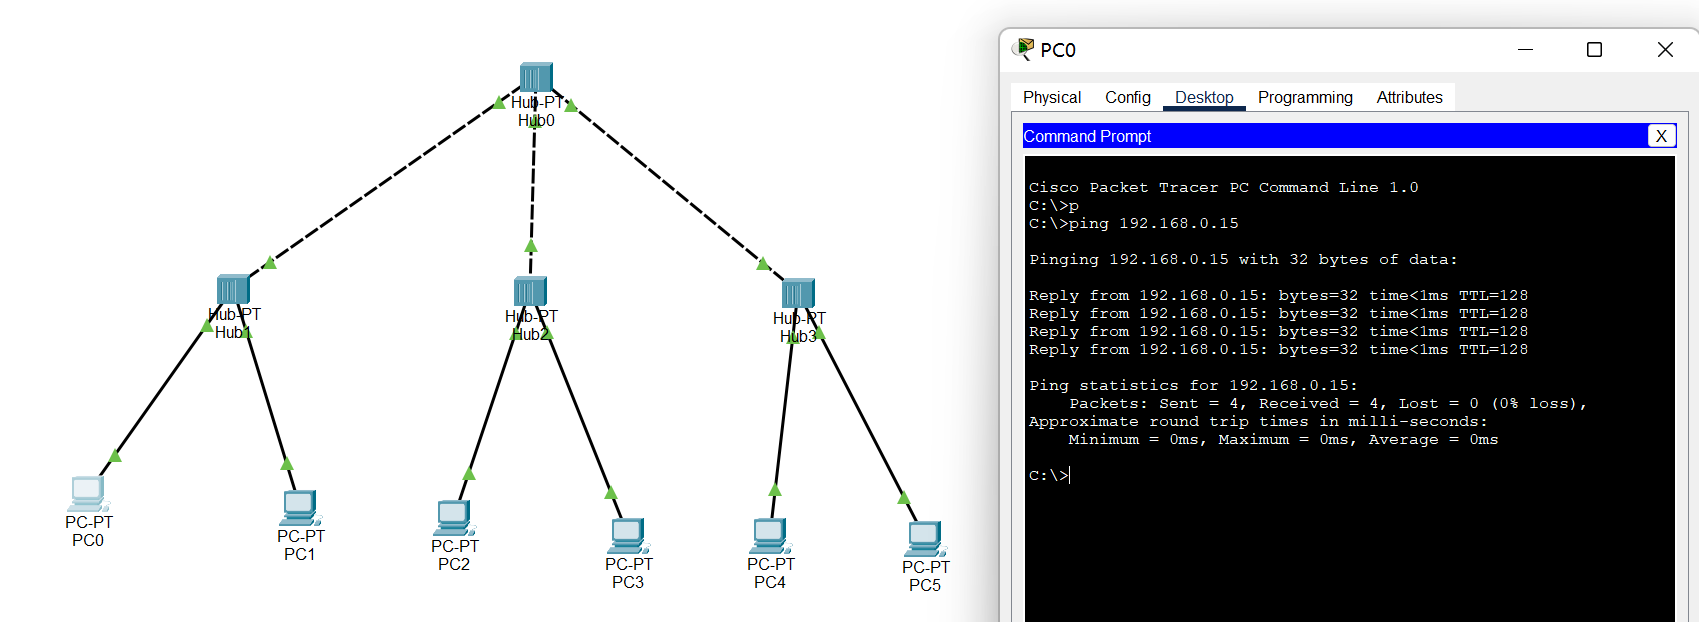 Hub-PT
Hub0
Hub-PT
Hub1
Hub-PT
Hub2
Hub-PT
Hub3
PC-PT
PC0
PC-PT
PC1
PC-PT
PC2
PC-PT
PC3
PC-PT
PC4
PC-PT
PC5
PC0
Physical Config Desktop Programming Attributes
Command Prompt
X
Cisco Packet Tracer PC Command Line 1.0
C:\>p
C:\>ping 192.168.0.15
Pinging 192.168.0.15 with 32 bytes of data:
Reply from 192.168.0.15: bytes=32 time<1ms TTL=128
Reply from 192.168.0.15: bytes=32 time<1ms TTL=128
Reply from 192.168.0.15: bytes=32 time<1ms TTL=128
Reply from 192.168.0.15: bytes=32 time<1ms TTL=128
Ping statistics for 192.168.0.15:
Packets: Sent = 4, Received = 4, Lost = 0 (0% loss),
Approximate round trip times in milli-seconds:
Minimum = 0ms, Maximum = 0ms, Average = 0ms
C:\>